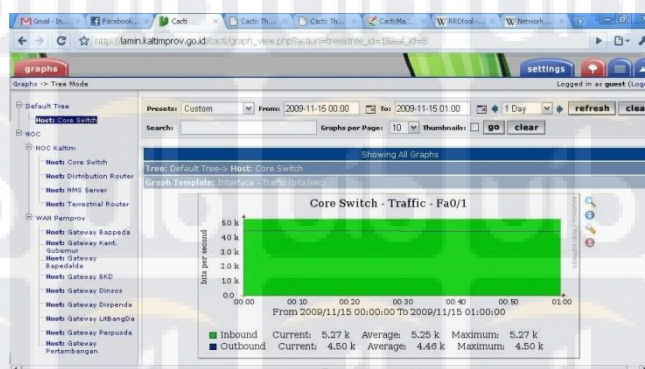 Gmail - In...
Facebook...
Cacti
Cacti: Th...
Cacti: Th...
Cacti Ma...
RRDtool-...
Network...
http://lamin.kaltimprov.go.id/cacti/graph_view.php?action=tree&tree_id=1&leaf_id=8
graphs
settings
Graphs -> Tree Mode
Logged in as guest (Log
Default Tree
Host: Core Switch
NOC
NOC Kaltim
Host: Core Switch
Host: Distribution Router
Host: NMS Server
Host: Terrestrial Router
WAN Pemprov
Host: Gateway Bappeda
Host: Gateway Kant.
Gubernur
Host: Gateway
Bapedalda
Host: Gateway BKD
Host: Gateway Dinsos
Host: Gateway Dispenda
Host: Gateway LitBangDa
Host: Gateway Perpusda
Host: Gateway
Pertambangan
Presets: Custom From: 2009-11-15 00:00 To: 2009-11-15 01:00 1 Day refresh clea
Search: Graphs per Page: 10 Thumbnails: go clear
Showing All Graphs
Tree: Default Tree-> Host: Core Switch
Graph Template: Interface - Traffic (bits/sec)
Core Switch - Traffic - Fa0/1
bits per second
5.0 k
4.0 k
3.0 k
2.0 k
1.0 k
0.0
00:00 00:10 00:20 00:30 00:40 00:50 01:00
From 2009/11/15 00:00:00 To 2009/11/15 01:00:00
Inbound Current: 5.27 k Average: 5.25 k Maximum: 5.27 k
Outbound Current: 4.50 k Average: 4.46 k Maximum: 4.50 k